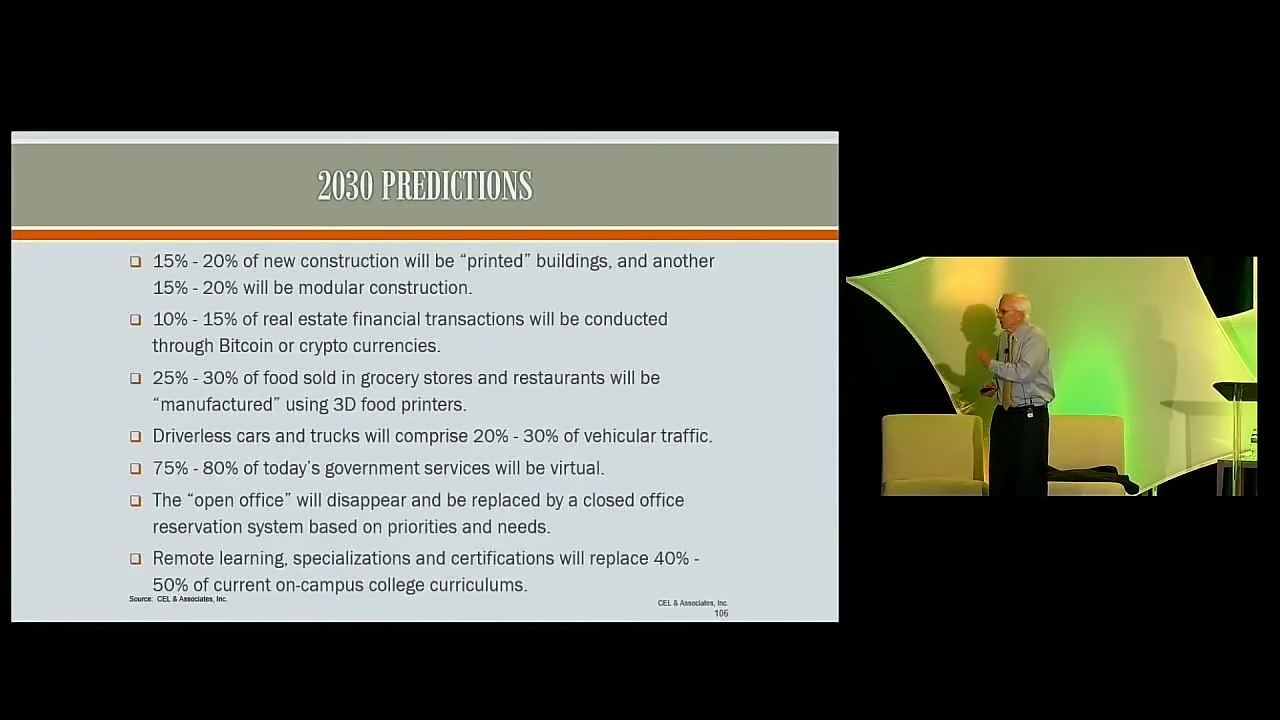 2030 PREDICTIONS
15% - 20% of new construction will be “printed” buildings, and another
15% - 20% will be modular construction.
10% - 15% of real estate financial transactions will be conducted
through Bitcoin or crypto currencies.
25% - 30% of food sold in grocery stores and restaurants will be
“manufactured” using 3D food printers.
Driverless cars and trucks will comprise 20% - 30% of vehicular traffic.
75% - 80% of today’s government services will be virtual.
The “open office” will disappear and be replaced by a closed office
reservation system based on priorities and needs.
Remote learning, specializations and certifications will replace 40% -
50% of current on-campus college curriculums.
Source: CEL & Associates, Inc.
CEL & Associates, Inc.
106